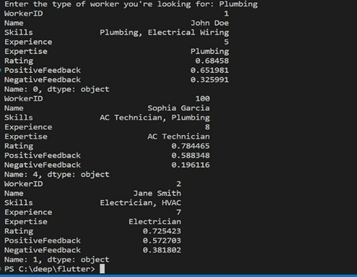 Enter the type of worker you're looking for: Plumbing
WorkerID 1
Name John Doe
Skills Plumbing, Electrical Wiring
Experience 5
Expertise Plumbing
Rating 0.68458
PositiveFeedback 0.651981
NegativeFeedback 0.325991
Name: 0, dtype: object
WorkerID 100
Name Sophia Garcia
Skills AC Technician, Plumbing
Experience 8
Expertise AC Technician
Rating 0.784465
PositiveFeedback 0.588348
NegativeFeedback 0.196116
Name: 4, dtype: object
WorkerID 2
Name Jane Smith
Skills Electrician, HVAC
Experience 7
Expertise Electrician
Rating 0.725423
PositiveFeedback 0.572703
NegativeFeedback 0.381802
Name: 1, dtype: object
PS C:\deep\flutter>